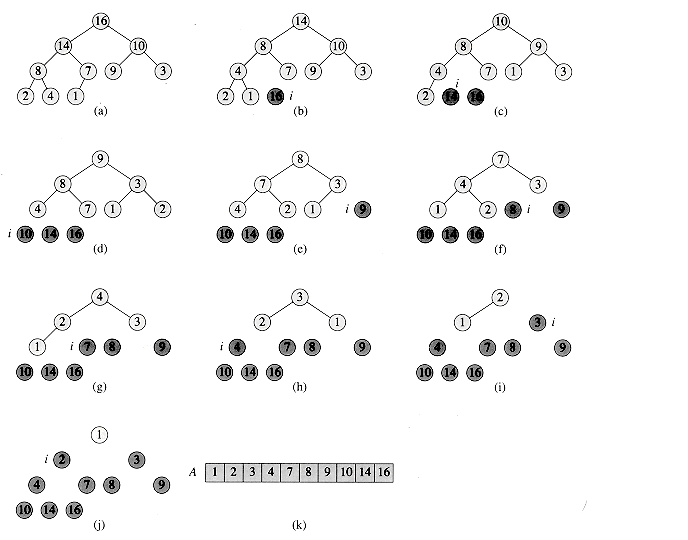 16 14 10
14 10 8 10 8 9
8 7 9 3 4 7 9 3 4 7 1 3
2 4 1 2 1 16 i 2 14 i 16
(a) (b) (c)
9 8 7
8 3 7 3 4 3
4 7 1 2 4 2 1 i 9 1 2 8 i 9
i 10 14 16 10 14 16 10 14 16
(d) (e) (f)
4 3 2
2 3 2 1 1 3 i
1 i 7 8 9 i 4 7 8 9 4 7 8 9
10 14 16 10 14 16 10 14 16
(g) (h) (i)
1
i 2 3
A 1 2 3 4 7 8 9 10 14 16
4 7 8 9
10 14 16
(j) (k)